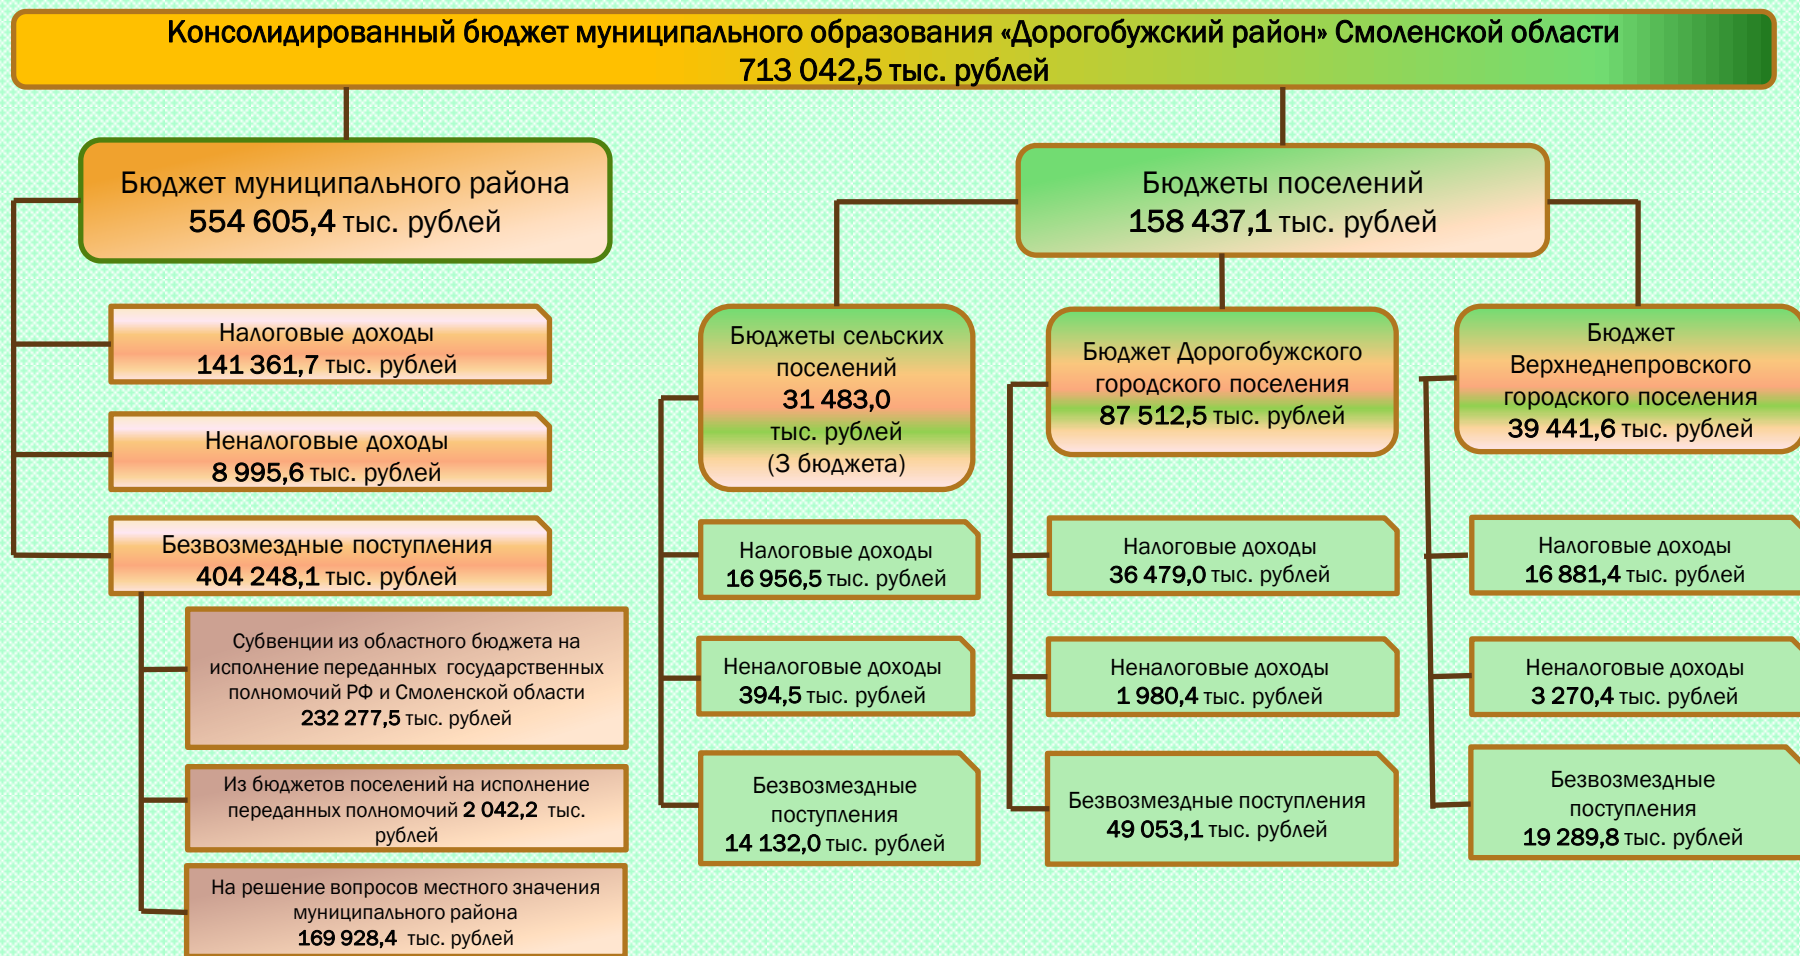 Консолидированный бюджет муниципального образования «Дорогобужский район» Смоленской области
713 042,5 тыс. рублей
Бюджет муниципального района
554 605,4 тыс. рублей
Налоговые доходы
141 361,7 тыс. рублей
Неналоговые доходы
8 995,6 тыс. рублей
Безвозмездные поступления
404 248,1 тыс. рублей
Субвенции из областного бюджета на
исполнение переданных государственных
полномочий РФ и Смоленской области
232 277,5 тыс. рублей
Из бюджетов поселений на исполнение
переданных полномочий 2 042,2 тыс.
рублей
На решение вопросов местного значения
муниципального района
169 928,4 тыс. рублей
Бюджеты поселений
158 437,1 тыс. рублей
Бюджеты сельских
поселений
31 483,0
тыс. рублей
(3 бюджета)
Налоговые доходы
16 956,5 тыс. рублей
Неналоговые доходы
394,5 тыс. рублей
Безвозмездные
поступления
14 132,0 тыс. рублей
Бюджет Дорогобужского
городского поселения
87 512,5 тыс. рублей
Налоговые доходы
36 479,0 тыс. рублей
Неналоговые доходы
1 980,4 тыс. рублей
Безвозмездные поступления
49 053,1 тыс. рублей
Бюджет
Верхнеднепровского
городского поселения
39 441,6 тыс. рублей
Налоговые доходы
16 881,4 тыс. рублей
Неналоговые доходы
3 270,4 тыс. рублей
Безвозмездные
поступления
19 289,8 тыс. рублей